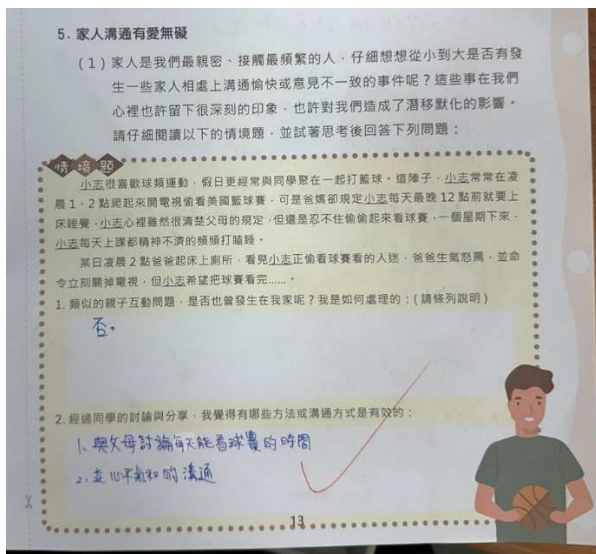 5. 家人溝通有愛無礙
(1)家人是我們最親密、接觸最頻繁的人,仔細想想從小到大是否有發
生一些家人相處上溝通愉快或意見不一致的事件呢?這些事在我們
心裡也許留下很深刻的印象,也許對我們造成了潛移默化的影響。
請仔細閱讀以下的情境題,並試著思考後回答下列問題:
情境題
小志很喜歡球類運動,假日更經常與同學聚在一起打籃球。這陣子,小志常常在凌
晨1、2點爬起來開電視偷看美國籃球賽,可是爸媽卻規定小志每天最晚12點前就要上
床睡覺,小志心裡雖然很清楚父母的規定,但還是忍不住偷偷起來看球賽,一個星期下來,
小志每天上課都精神不濟的頻頻打瞌睡。
某日凌晨2點爸爸起床上廁所,看見小志正偷看球賽看的入迷,爸爸生氣怒罵,並命
令立刻關掉電視,但小志希望把球賽看完……。
1. 類似的親子互動問題,是否也曾發生在我家呢?我是如何處理的:(請條列說明)
否。
2. 經過同學的討論與分享,我覺得有哪些方法或溝通方式是有效的:
1. 與父母討論每天能看球賽的時間
2. 並心平氣和的溝通
13